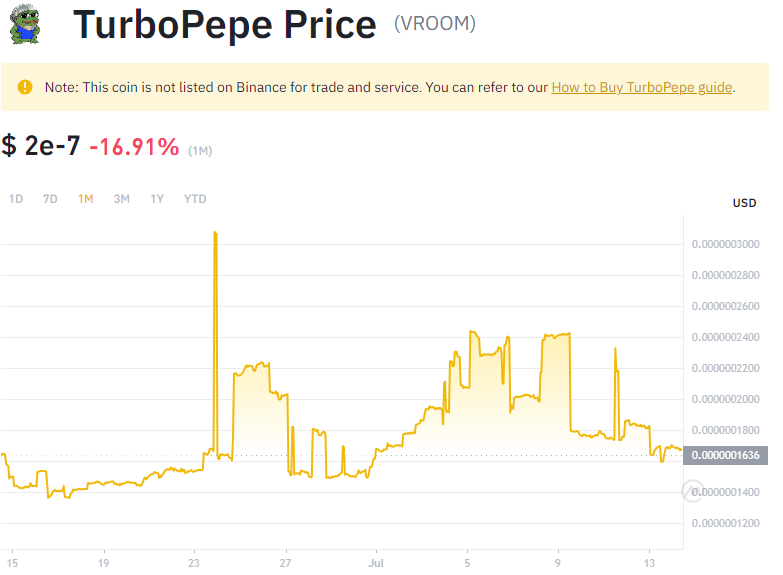 TurboPepe Price (VROOM)
Note: This coin is not listed on Binance for trade and service. You can refer to our How to Buy TurboPepe guide.
$ 2e-7 -16.91% (1M)
1D 7D 1M 3M 1Y YTD
USD
0.0000003000
0.0000002800
0.0000002600
0.0000002400
0.0000002200
0.0000002000
0.0000001800
0.0000001636
0.0000001400
0.0000001200
15 19 23 27 Jul 5 9 13